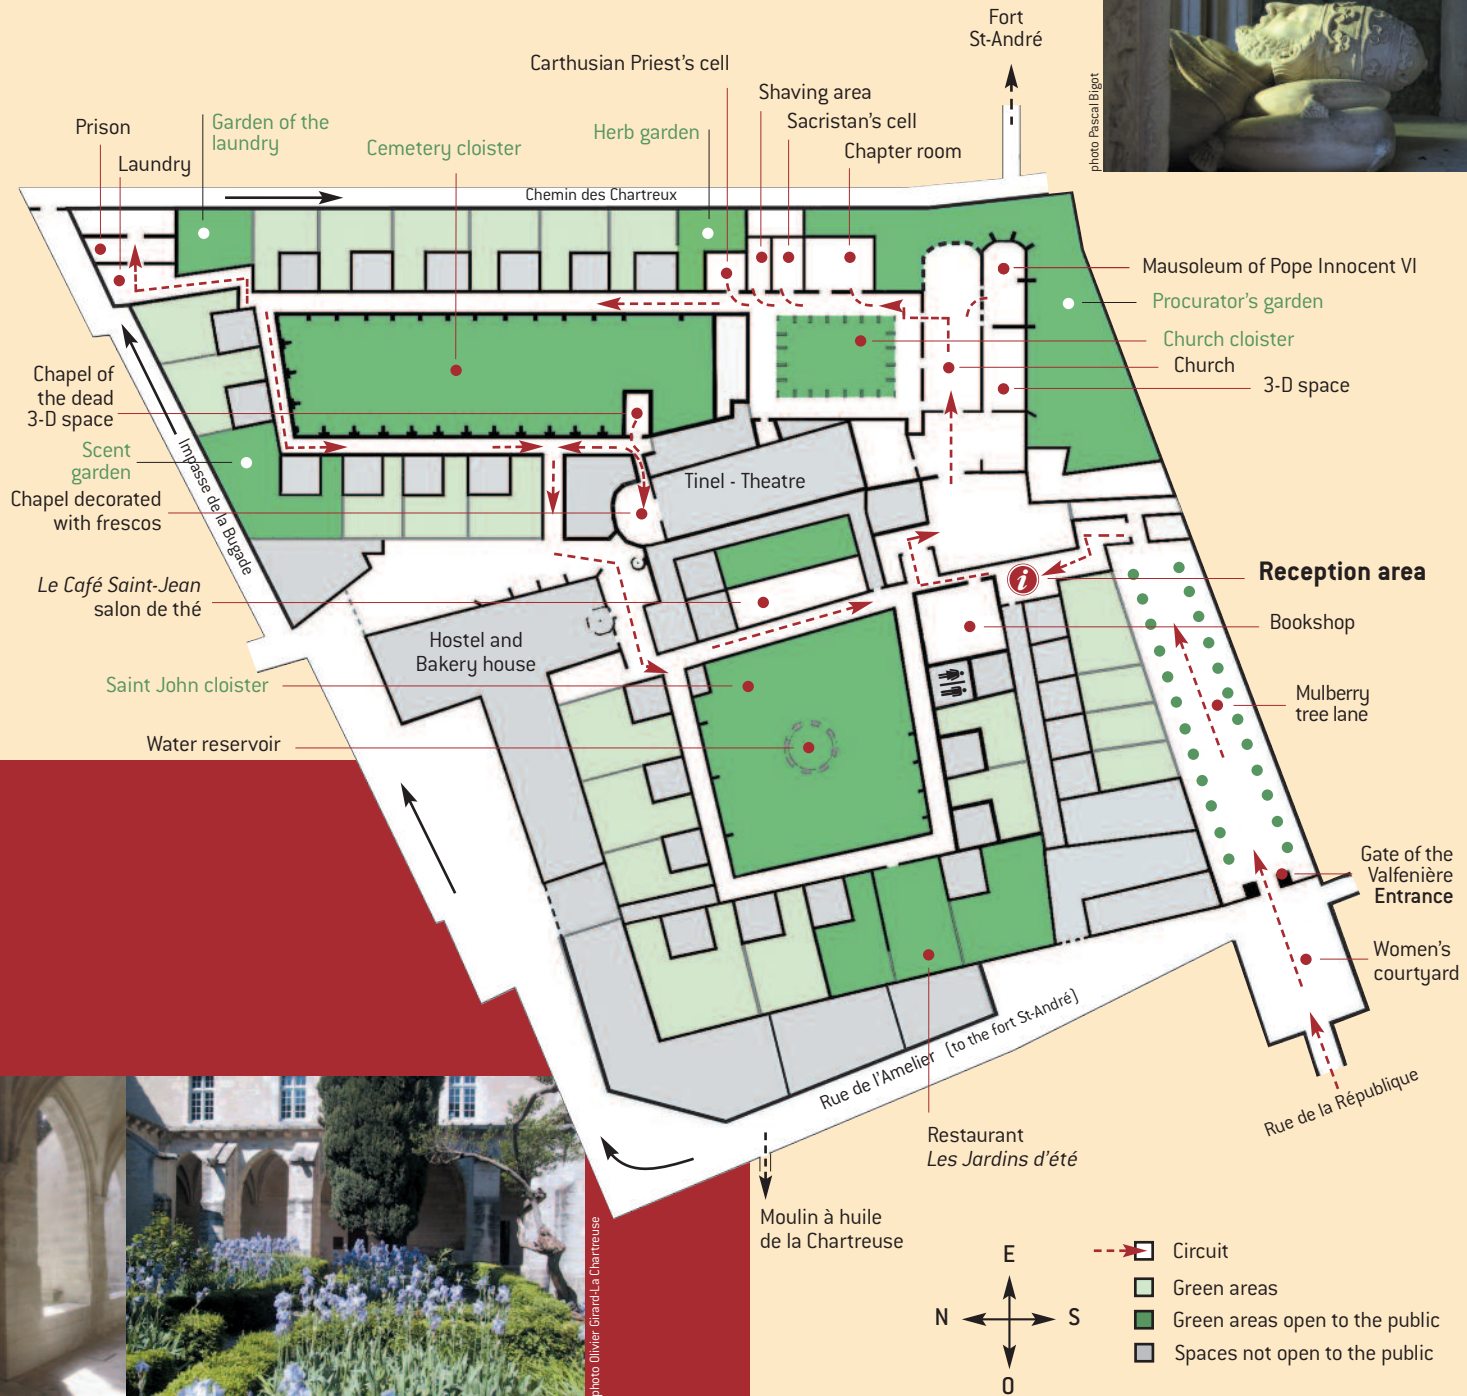 Fort
St-André
Carthusian Priest's cell
Shaving area
Sacristan's cell
Chapter room
photo Pascal Bigot
Prison
Laundry
Garden of the
laundry
Cemetery cloister
Herb garden
Chemin des Chartreux
Mausoleum of Pope Innocent VI
Procurator's garden
Church cloister
Church
3-D space
Chapel of
the dead
3-D space
Scent
garden
Chapel decorated
with frescos
Impasse de la Bugade
Tinel - Theatre
Le Café Saint-Jean
salon de thé
i
Reception area
Bookshop
Hostel and
Bakery house
Saint John cloister
Mulberry
tree lane
Water reservoir
Gate of the
Valfenière
Entrance
Women's
courtyard
Rue de l'Amelier (to the fort St-André)
Rue de la République
Restaurant
Les Jardins d'été
Moulin à huile
de la Chartreuse
photo Olivier Girard-La Chartreuse
E
N
S
O
Circuit
Green areas
Green areas open to the public
Spaces not open to the public